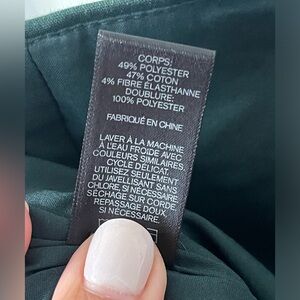 CORPS:
49% POLYESTER
47% COTON
4% FIBRE ÉLASTHANNE
DOUBLURE:
100% POLYESTER
FABRIQUÉ EN CHINE
LAVER À LA MACHINE
À L'EAU FROIDE AVEC
COULEURS SIMILAIRES.
CYCLE DÉLICAT.
UTILISEZ SEULEMENT
DU JAVELLISANT SANS
CHLORE, SI NÉCESSAIRE.
SÉCHAGE SUR CORDE.
REPASSAGE DOUX,
SI NÉCESSAIRE.